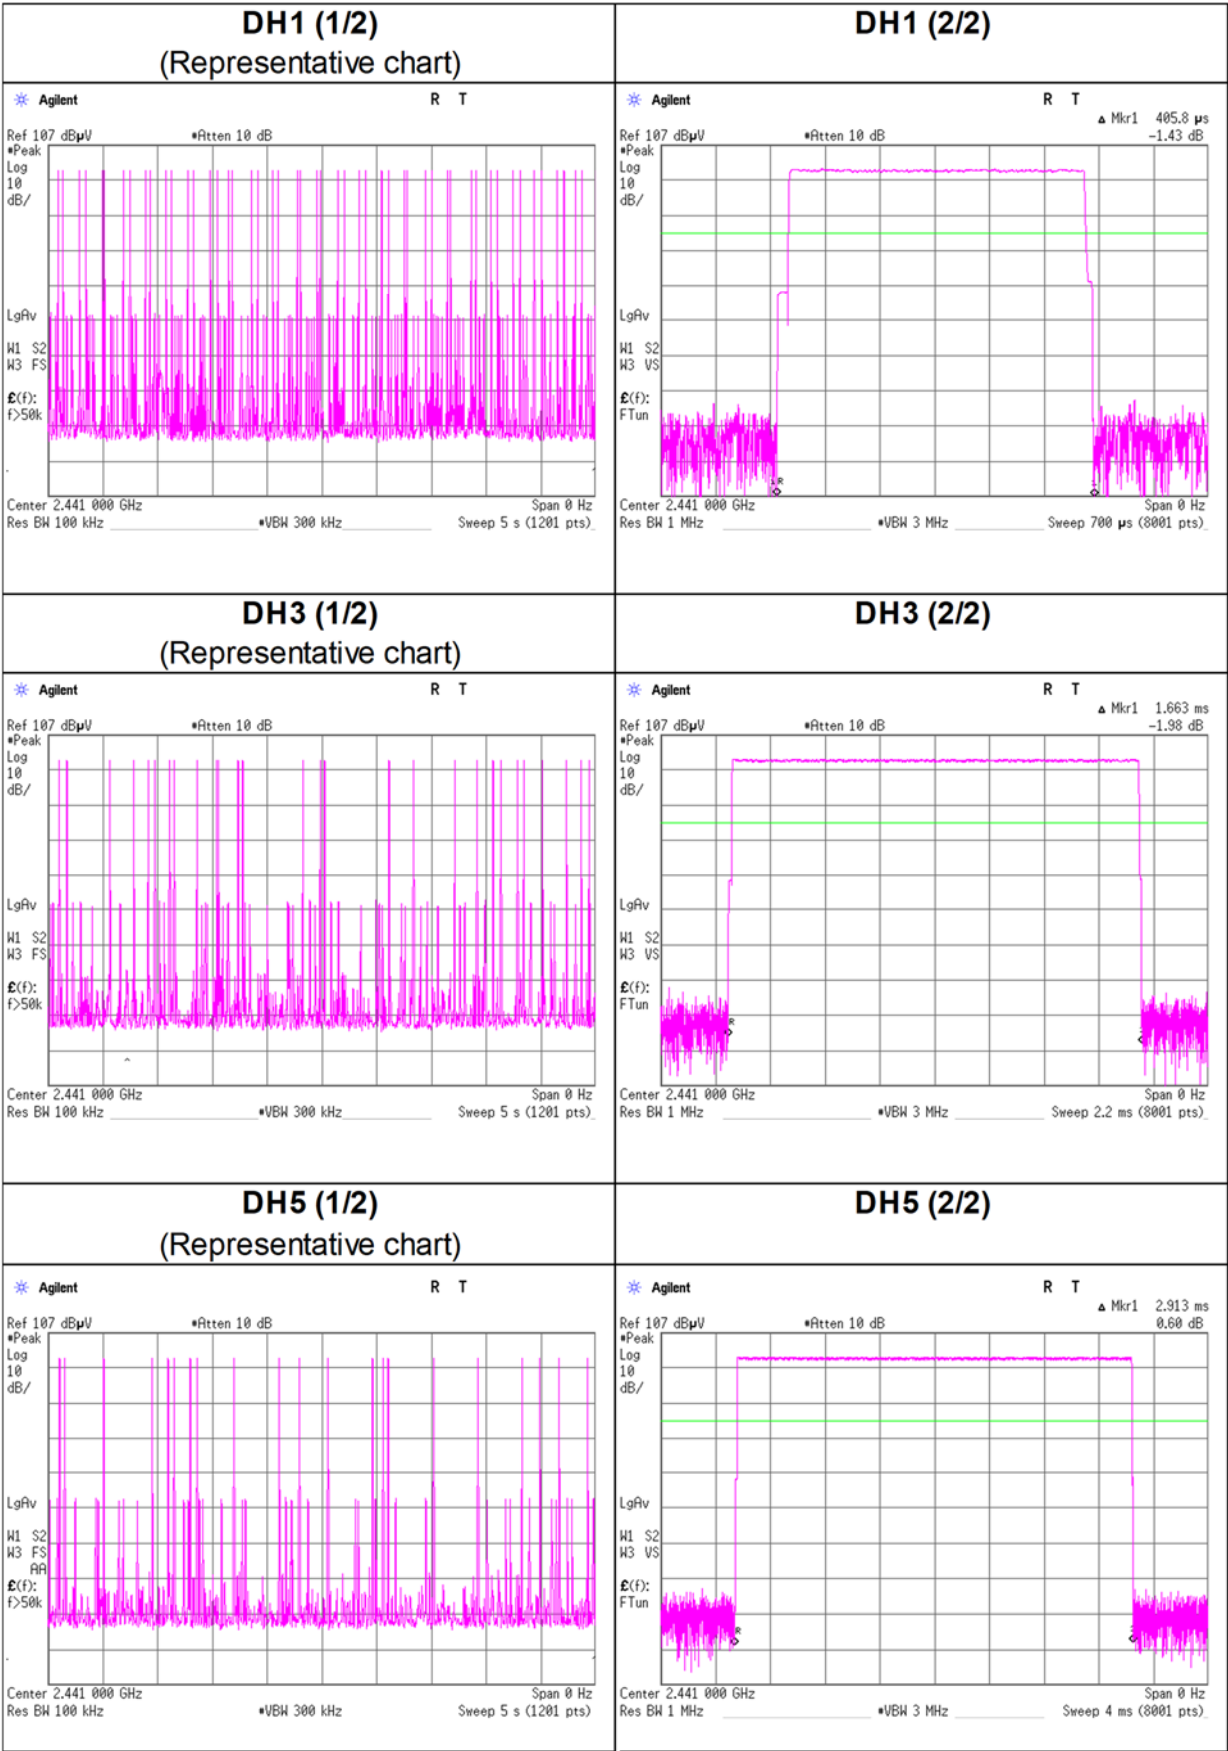 DH1 (1/2)
(Representative chart)
DH1 (2/2)
Agilent R T
Ref 107 dBµV #Atten 10 dB
#Peak
Log
10
dB/
LgAv
W1 S2
W3 FS
£(f):
f>50k
Center 2.441 000 GHz Span 0 Hz
Res BW 100 kHz #VBW 300 kHz Sweep 5 s (1201 pts)
Agilent R T
Δ Mkr1 405.8 µs
Ref 107 dBµV #Atten 10 dB -1.43 dB
#Peak
Log
10
dB/
LgAv
W1 S2
W3 VS
£(f):
FTun
R
Center 2.441 000 GHz Span 0 Hz
Res BW 1 MHz #VBW 3 MHz Sweep 700 µs (8001 pts)
DH3 (1/2)
(Representative chart)
DH3 (2/2)
Agilent R T
Ref 107 dBµV #Atten 10 dB
#Peak
Log
10
dB/
LgAv
W1 S2
W3 FS
£(f):
f>50k
Center 2.441 000 GHz Span 0 Hz
Res BW 100 kHz #VBW 300 kHz Sweep 5 s (1201 pts)
Agilent R T
Δ Mkr1 1.663 ms
Ref 107 dBµV #Atten 10 dB -1.98 dB
#Peak
Log
10
dB/
LgAv
W1 S2
W3 VS
£(f):
FTun
R
Center 2.441 000 GHz Span 0 Hz
Res BW 1 MHz #VBW 3 MHz Sweep 2.2 ms (8001 pts)
DH5 (1/2)
(Representative chart)
DH5 (2/2)
Agilent R T
Ref 107 dBµV #Atten 10 dB
#Peak
Log
10
dB/
LgAv
W1 S2
W3 FS
AA
£(f):
f>50k
Center 2.441 000 GHz Span 0 Hz
Res BW 100 kHz #VBW 300 kHz Sweep 5 s (1201 pts)
Agilent R T
Δ Mkr1 2.913 ms
Ref 107 dBµV #Atten 10 dB 0.60 dB
#Peak
Log
10
dB/
LgAv
W1 S2
W3 VS
£(f):
FTun
R
Center 2.441 000 GHz Span 0 Hz
Res BW 1 MHz #VBW 3 MHz Sweep 4 ms (8001 pts)